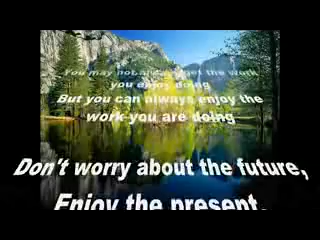 You may not always get the work
you enjoy doing
But you can always enjoy the
work you are doing
Don't worry about the future,
Enjoy the present.